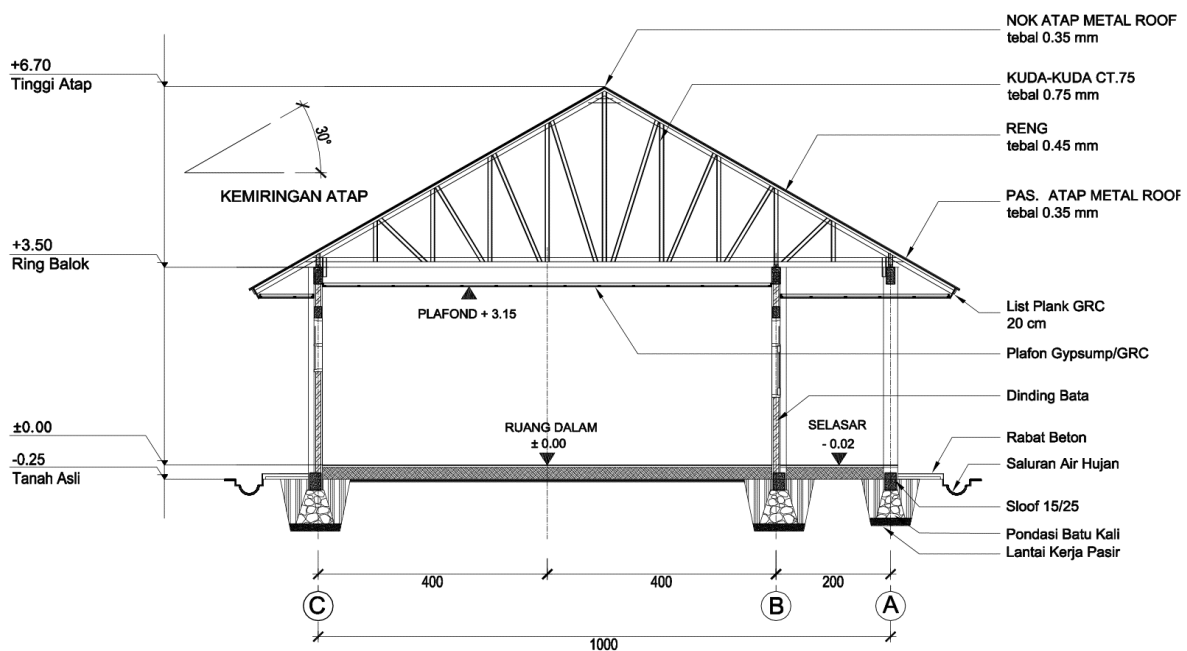 NOK ATAP METAL ROOF
tebal 0.35 mm
+6.70
Tinggi Atap
KUDA-KUDA CT.75
tebal 0.75 mm
30°
RENG
tebal 0.45 mm
KEMIRINGAN ATAP
PAS. ATAP METAL ROOF
tebal 0.35 mm
+3.50
Ring Balok
PLAFOND + 3.15
List Plank GRC
20 cm
Plafon Gypsump/GRC
Dinding Bata
±0.00
RUANG DALAM
± 0.00
SELASAR
- 0.02
Rabat Beton
-0.25
Tanah Asli
Saluran Air Hujan
Sloof 15/25
Pondasi Batu Kali
Lantai Kerja Pasir
400
400
200
C
B
A
1000